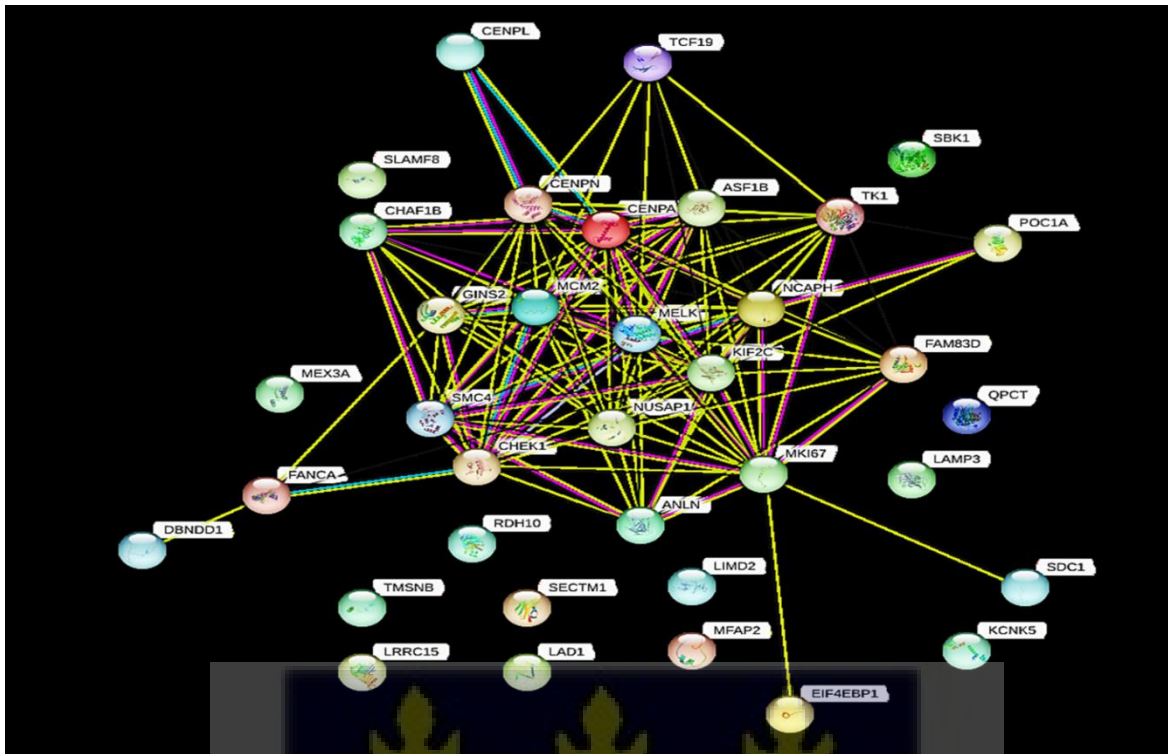 CENPL
TCF19
SBK1
SLAMF8
CENPN
ASF1B
TK1
CHAF1B
CENPA
POC1A
MCM2
NCAPH
GINS2
MELK
KIF2C
FAM83D
MEX3A
SMC4
NUSAP1
QPCT
CHEK1
MKI67
LAMP3
FANCA
ANLN
DBNDD1
RDH10
LIMD2
SDC1
TMSNB
SECTM1
MFAP2
KCNK5
LRRC15
LAD1
EIF4EBP1